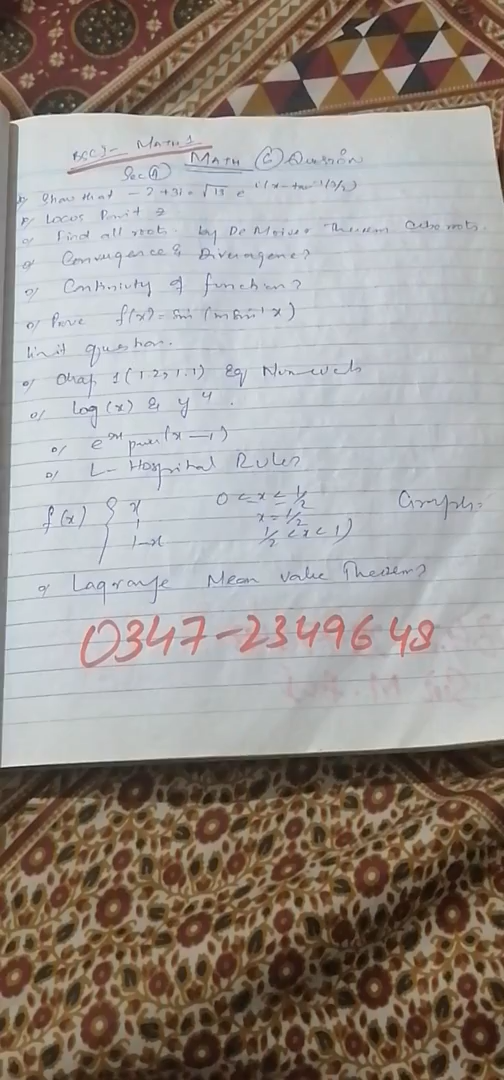 BSC)- Math 1
Sec (A) MATH (G) Question
Show that -2+3i = √13 e^i(π-tan⁻¹(3/2)
Locus Point &
Find all roots by De Moivre Theorem Cube roots.
Convergence & Divergence?
Continuity of function?
Prove f(x) = Sin (m Sin⁻¹ x)
limit question.
Chap 1 (1.2, 1.1) Eq
Log (x) & y⁴.
e^x power (x-1)
L-Hospital Rule?
f(x) { x 0 < x < 1/2 Graph:
1 x = 1/2
1-x 1/2 < x < 1)
Lagrange Mean value Theorem?
0347-2349648